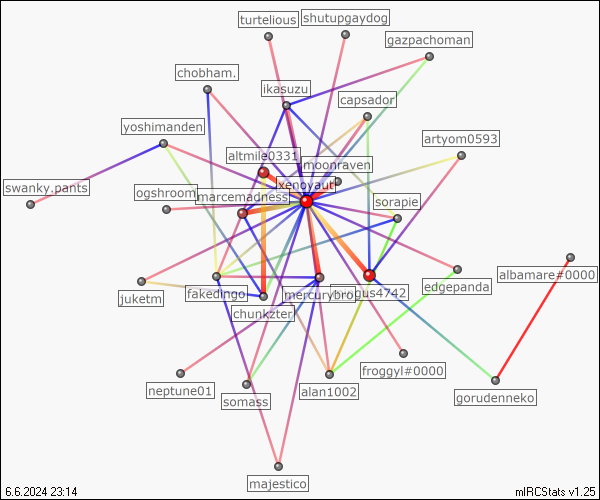 turtelious
shutupgaydog
gazpachoman
chobham.
ikasuzu
capsador
yoshimanden
artyom0593
altmile0331
moonraven
swanky.pants
xenoyaut
ogshroom
marcemadness
sorapie
albamare#0000
edgepanda
juketm
fakedingo
mercurybro
chunkzter
froggyl#0000
neptune01
alan1002
gorudenneko
somass
majestico
6.6.2024 23:14
mIRCStats v1.25